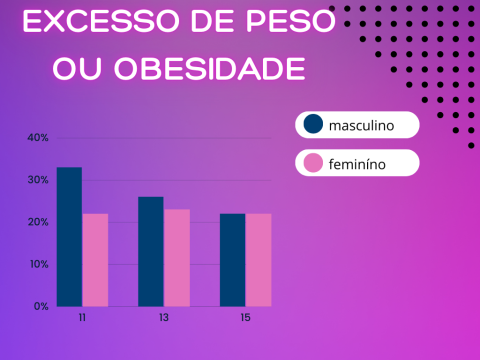 EXCESSO DE PESO
OU OBESIDADE
masculino
feminíno
40%
30%
20%
10%
0%
11 13 15